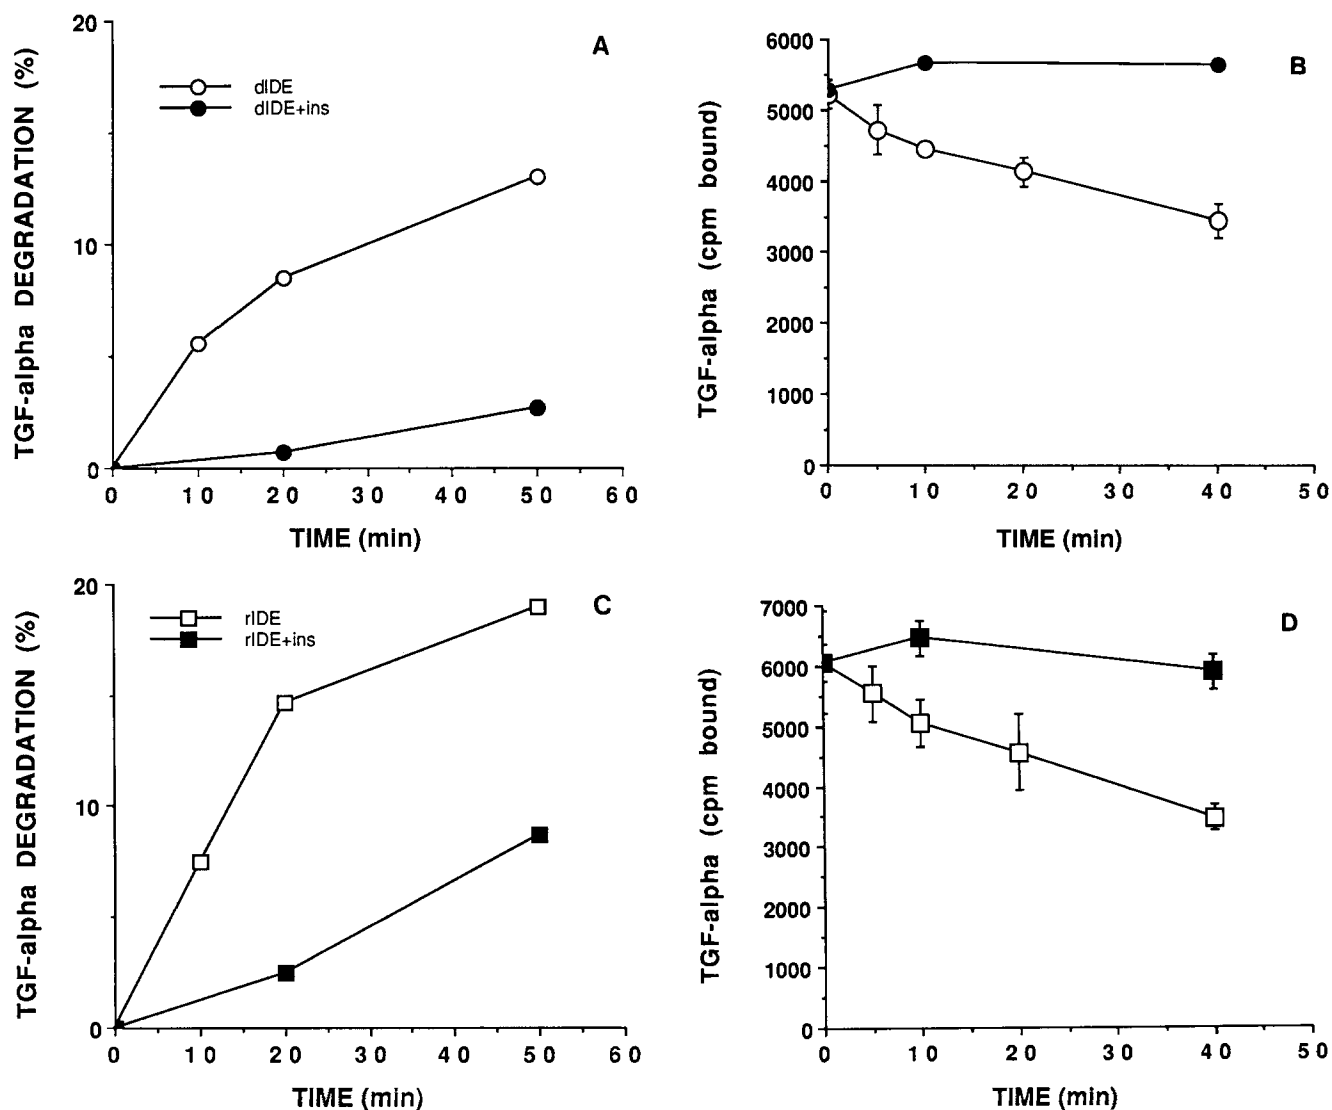 A
TGF-alpha DEGRADATION (%)
20
10
0
dIDE
dIDE+ins
0 10 20 30 40 50 60
TIME (min)
B
TGF-alpha (cpm bound)
6000
5000
4000
3000
2000
1000
0
0 10 20 30 40 50
TIME (min)
C
TGF-alpha DEGRADATION (%)
20
10
0
rIDE
rIDE+ins
0 10 20 30 40 50 60
TIME (min)
D
TGF-alpha (cpm bound)
7000
6000
5000
4000
3000
2000
1000
0
0 10 20 30 40 50
TIME (min)